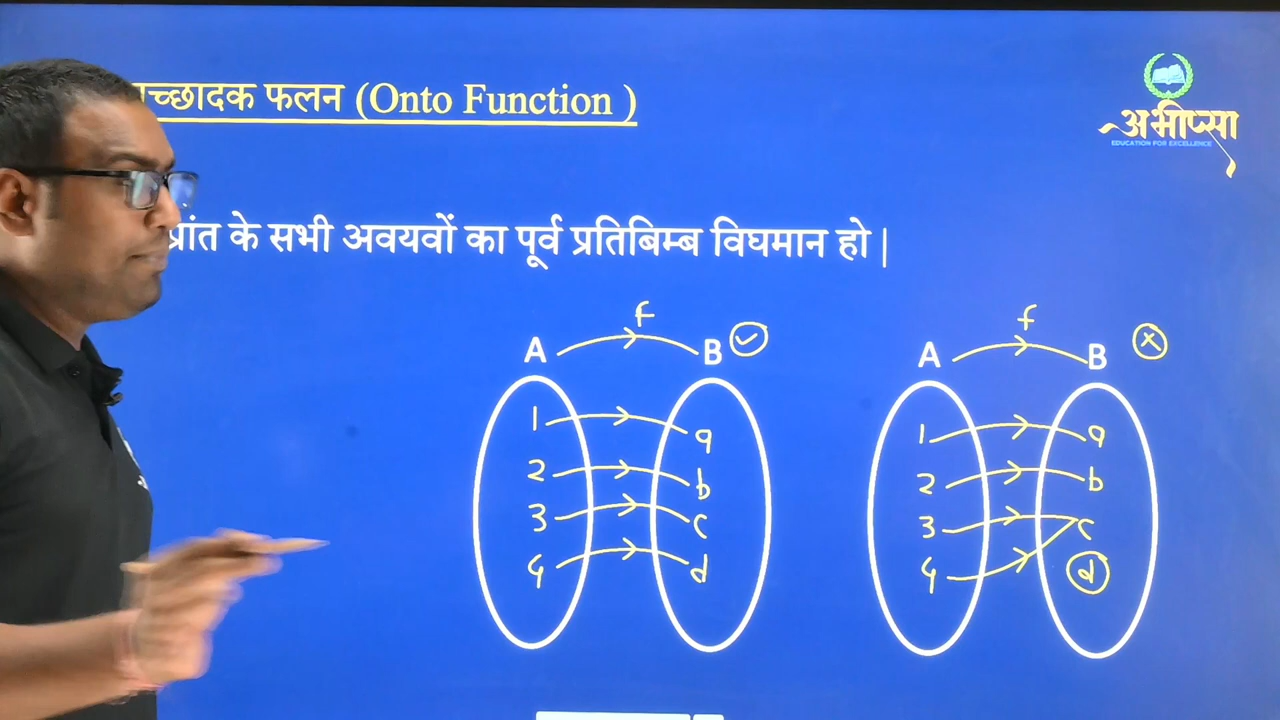 च्छादक फलन (Onto Function )
अभीप्सा
EDUCATION FOR EXCELLENCE
प्रांत के सभी अवयवों का पूर्व प्रतिबिम्ब विघमान हो |
f
A B ✓
1 a
2 b
3 c
4 d
f
A B ×
1 a
2 b
3 c
4 d